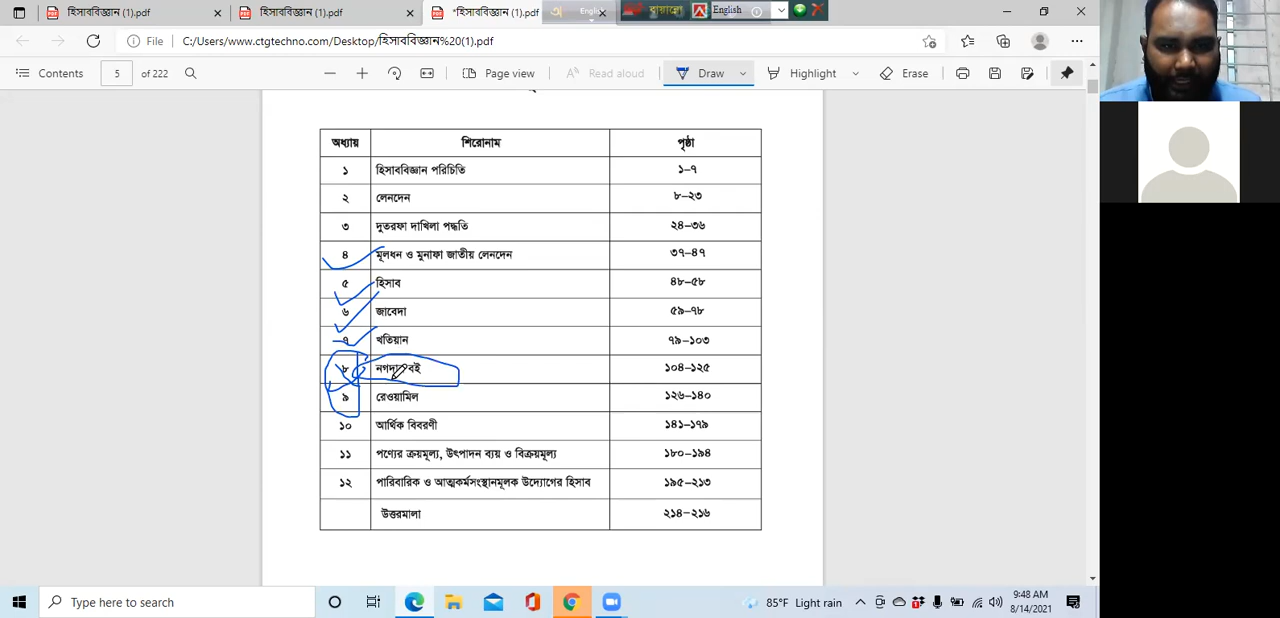 হিসাববিজ্ঞান (1).pdf
হিসাববিজ্ঞান (1).pdf
*হিসাববিজ্ঞান (1).pdf
English
বায়ান্নো English
File C:/Users/www.ctgtechno.com/Desktop/হিসাববিজ্ঞান%20(1).pdf
Contents 5 of 222 Page view Read aloud Draw Highlight Erase
অধ্যায় শিরোনাম পৃষ্ঠা
১ হিসাববিজ্ঞান পরিচিতি ১-৭
২ লেনদেন ৮-২৩
৩ দুতরফা দাখিলা পদ্ধতি ২৪-৩৬
৪ মূলধন ও মুনাফা জাতীয় লেনদেন ৩৭-৪৭
৫ হিসাব ৪৮-৫৮
৬ জাবেদা ৫৯-৭৮
৭ খতিয়ান ৭৯-১০৩
৮ নগদান বই ১০৪-১২৫
৯ রেওয়ামিল ১২৬-১৪০
১০ আর্থিক বিবরণী ১৪১-১৭৯
১১ পণ্যের ক্রয়মূল্য, উৎপাদন ব্যয় ও বিক্রয়মূল্য ১৮০-১৯৪
১২ পারিবারিক ও আত্মকর্মসংস্থানমূলক উদ্যোগের হিসাব ১৯৫-২১৩
উত্তরমালা ২১৪-২১৬
Type here to search
85°F Light rain
9:48 AM
8/14/2021